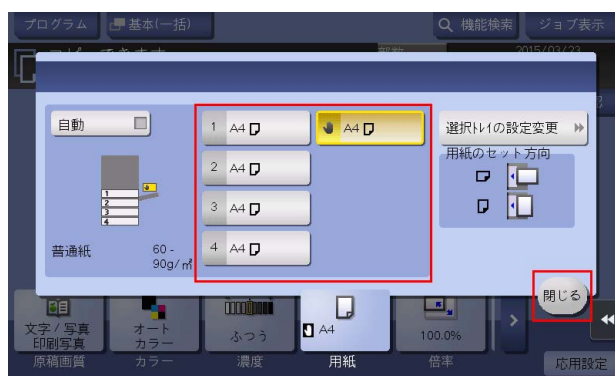 プログラム
基本(一括)
機能検索
ジョブ表示
2015/03/23
自動
1 A4
A4
2 A4
3 A4
4 A4
選択トレイの設定変更
用紙のセット方向
1
2
3
4
普通紙
60 -
90g/㎡
閉じる
文字/写真
印刷写真
オート
カラー
ふつう
A4
100.0%
原稿画質
カラー
濃度
用紙
倍率
応用設定